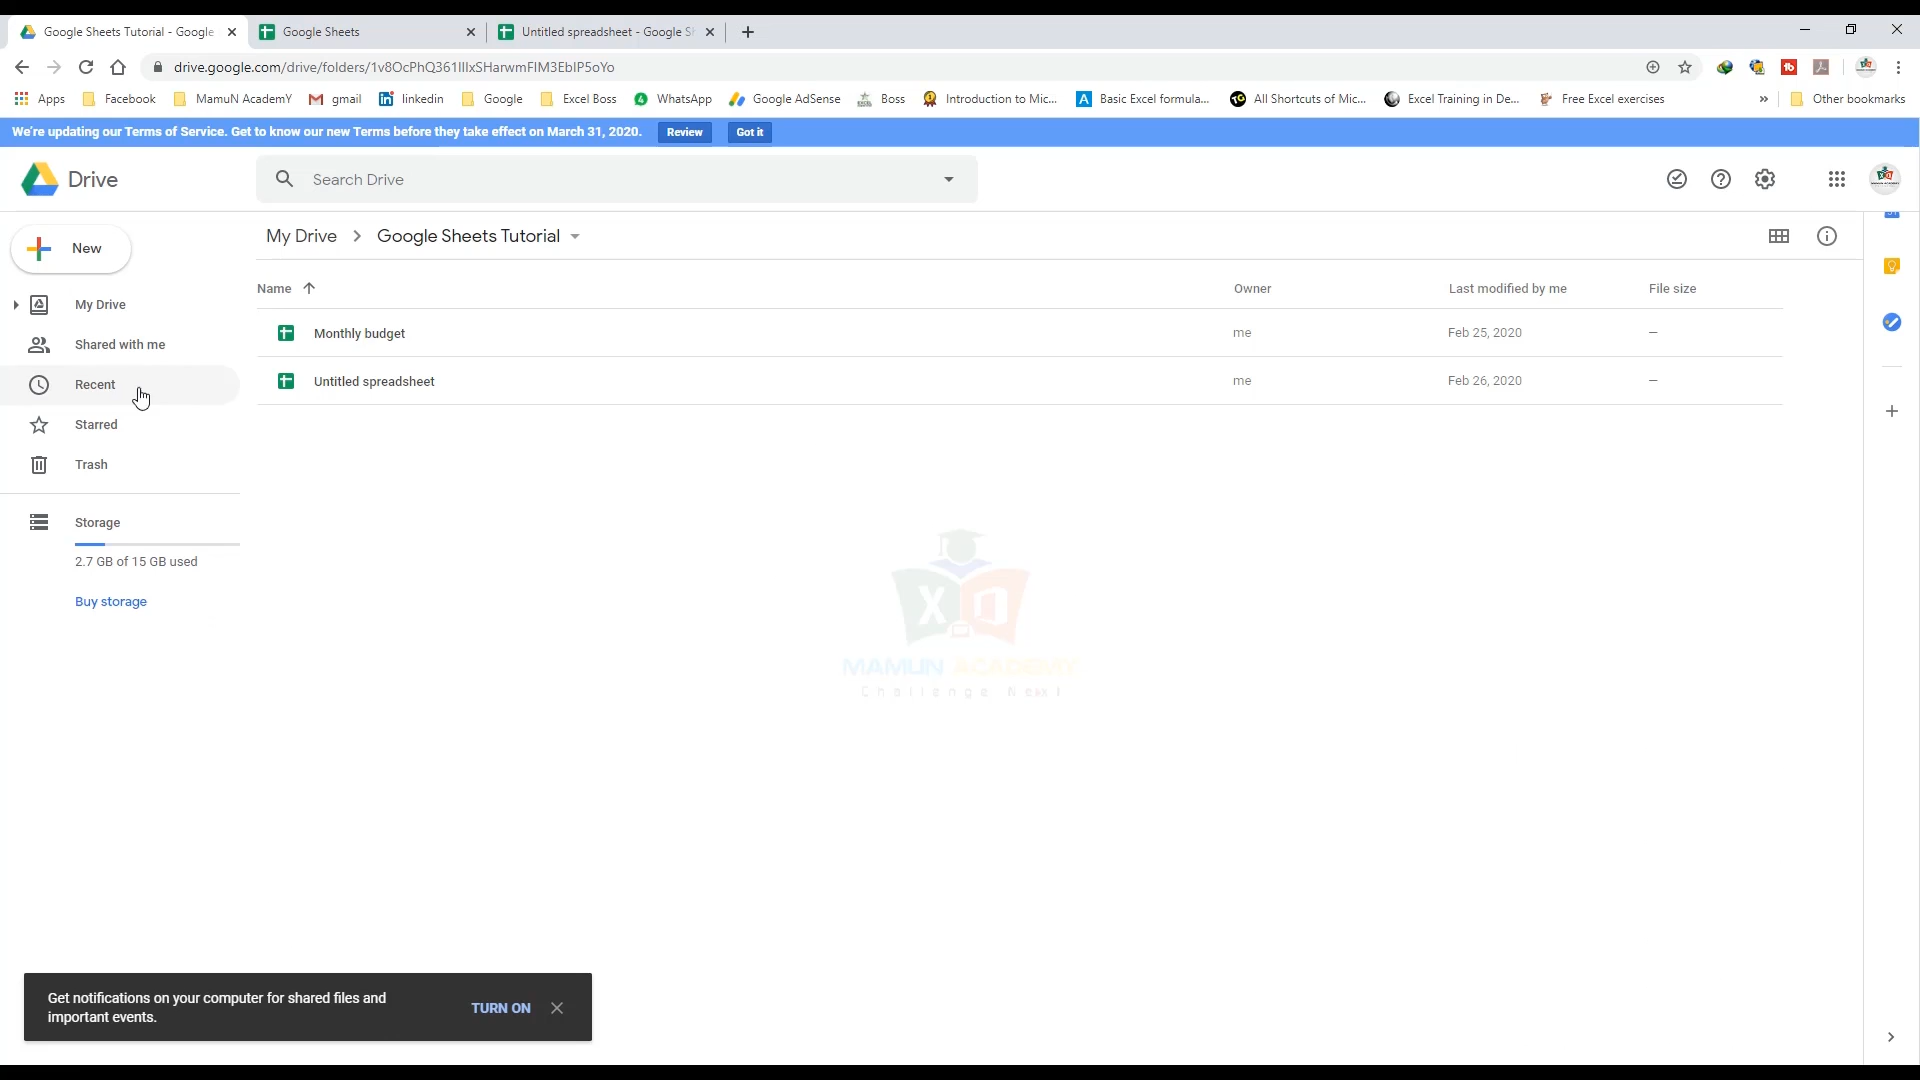 Google Sheets Tutorial - Google
Google Sheets
Untitled spreadsheet - Google Sh
drive.google.com/drive/folders/1v8OcPhQ361IIlxSHarwmFIM3EbIP5oYo
Apps
Facebook
MamuN AcademY
gmail
linkedin
Google
Excel Boss
WhatsApp
Google AdSense
Boss
Introduction to Mic...
Basic Excel formula...
All Shortcuts of Mic...
Excel Training in De...
Free Excel exercises
»
Other bookmarks
We're updating our Terms of Service. Get to know our new Terms before they take effect on March 31, 2020.
Review
Got it
Drive
Search Drive
New
My Drive > Google Sheets Tutorial
My Drive
Shared with me
Recent
Starred
Trash
Storage
2.7 GB of 15 GB used
Buy storage
Name Owner Last modified by me File size
Monthly budget me Feb 25, 2020 –
Untitled spreadsheet me Feb 26, 2020 –
MAMUN ACADEMY
Challenge Next
Get notifications on your computer for shared files and
important events.
TURN ON